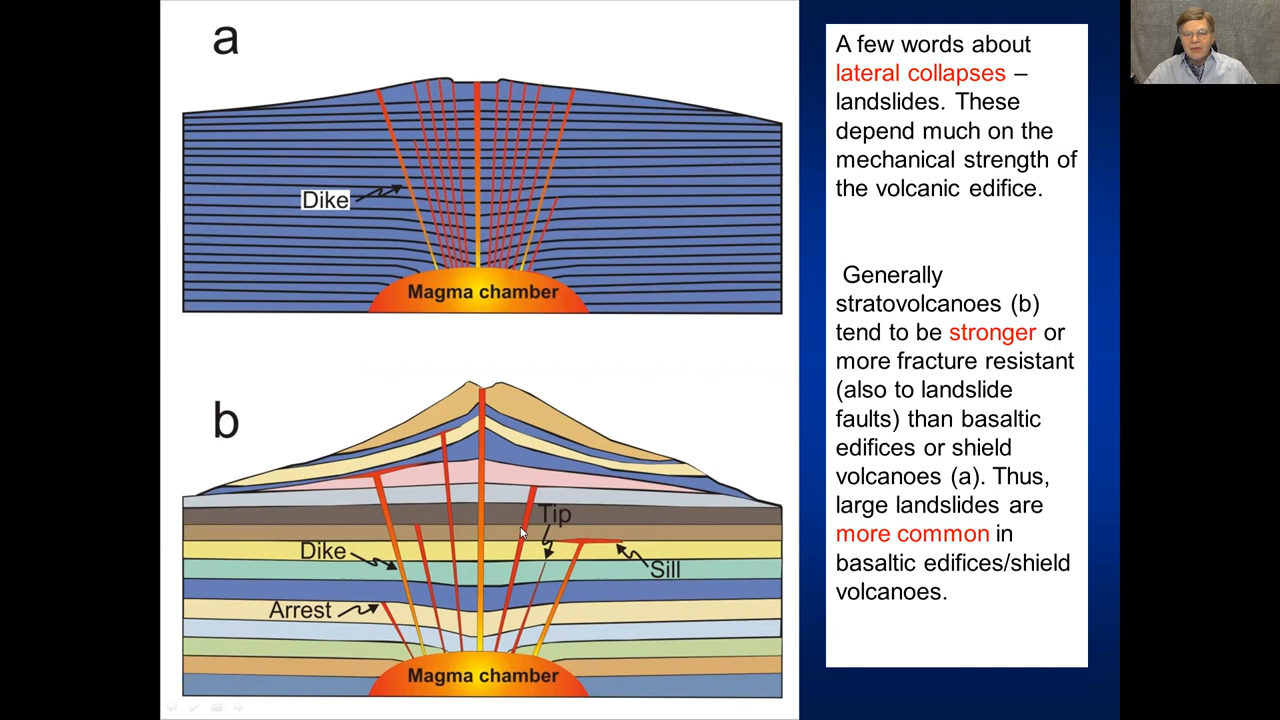 a
Dike
Magma chamber
b
Tip
Dike
Sill
Arrest
Magma chamber
A few words about
lateral collapses –
landslides. These
depend much on the
mechanical strength of
the volcanic edifice.
Generally
stratovolcanoes (b)
tend to be stronger or
more fracture resistant
(also to landslide
faults) than basaltic
edifices or shield
volcanoes (a). Thus,
large landslides are
more common in
basaltic edifices/shield
volcanoes.